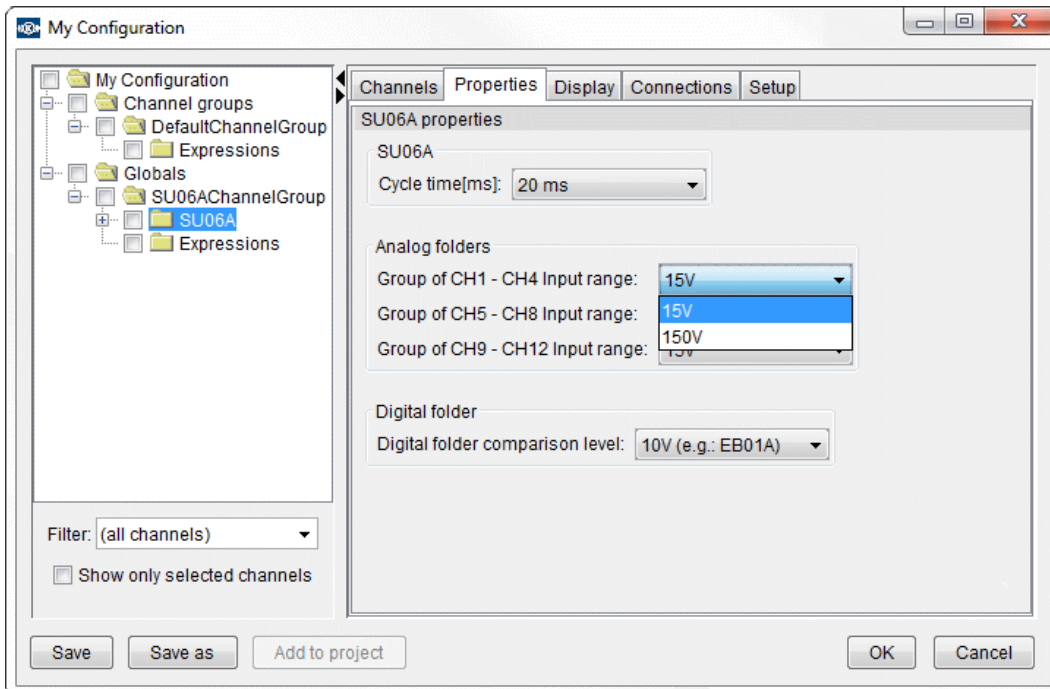 My Configuration
My Configuration
Channel groups
DefaultChannelGroup
Expressions
Globals
SU06AChannelGroup
SU06A
Expressions
Filter: (all channels)
Show only selected channels
Channels Properties Display Connections Setup
SU06A properties
SU06A
Cycle time[ms]: 20 ms
Analog folders
Group of CH1 - CH4 Input range: 15V
15V
Group of CH5 - CH8 Input range:
150V
Group of CH9 - CH12 Input range: 15V
Digital folder
Digital folder comparison level: 10V (e.g.: EB01A)
Save Save as Add to project OK Cancel